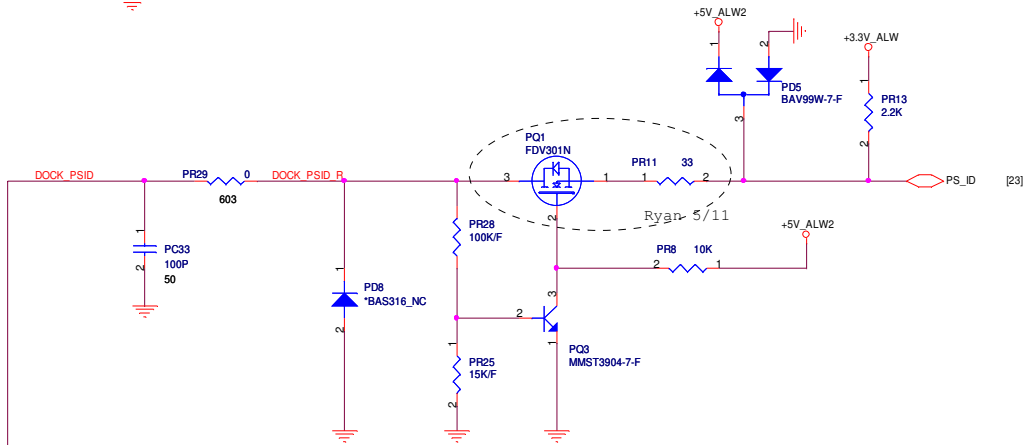 +5V_ALW2
+3.3V_ALW
1
2
PD5
BAV99W-7-F
3
1
PR13
2.2K
2
PQ1
FDV301N
DOCK_PSID
PR29 0
603
DOCK_PSID_R
3
1
2
PR11 33
1
2
PS_ID [23]
Ryan 5/11
PR28
100K/F
+5V_ALW2
PR8 10K
2
1
1
PC33
100P
50
2
1
PD8
*BAS316_NC
2
3
2
1
PQ3
MMST3904-7-F
1
PR25
15K/F
2